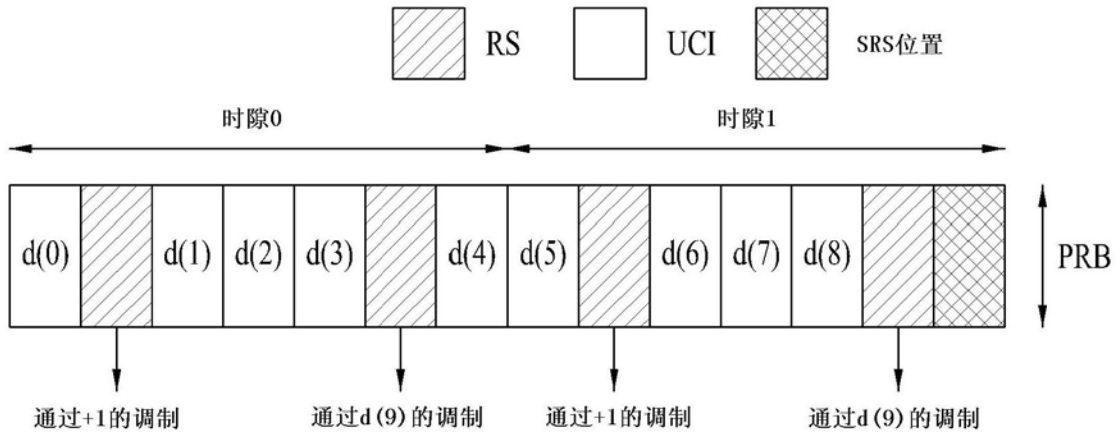 RS UCI SRS位置
时隙0 时隙1
d(0) d(1) d(2) d(3) d(4) d(5) d(6) d(7) d(8) PRB
通过+1的调制 通过d(9)的调制 通过+1的调制 通过d(9)的调制